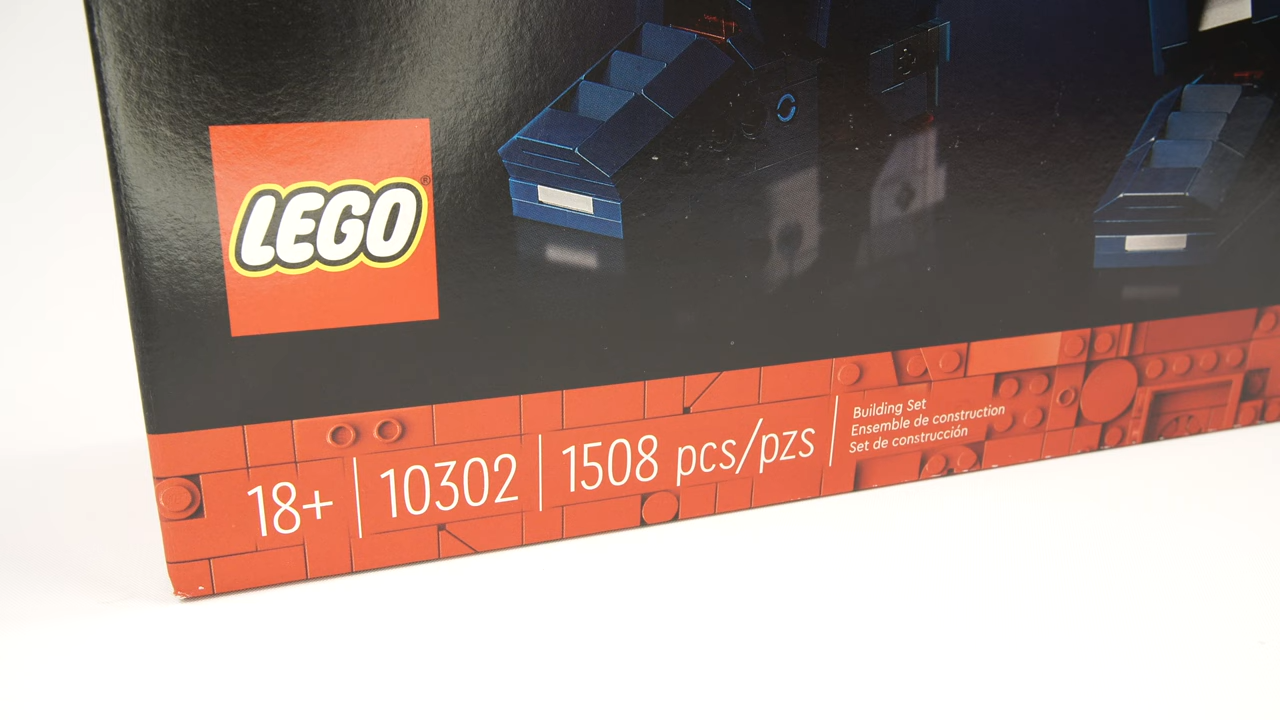 LEGO®
18+ | 10302 | 1508 pcs/pzs
Building Set
Ensemble de construction
Set de construcción